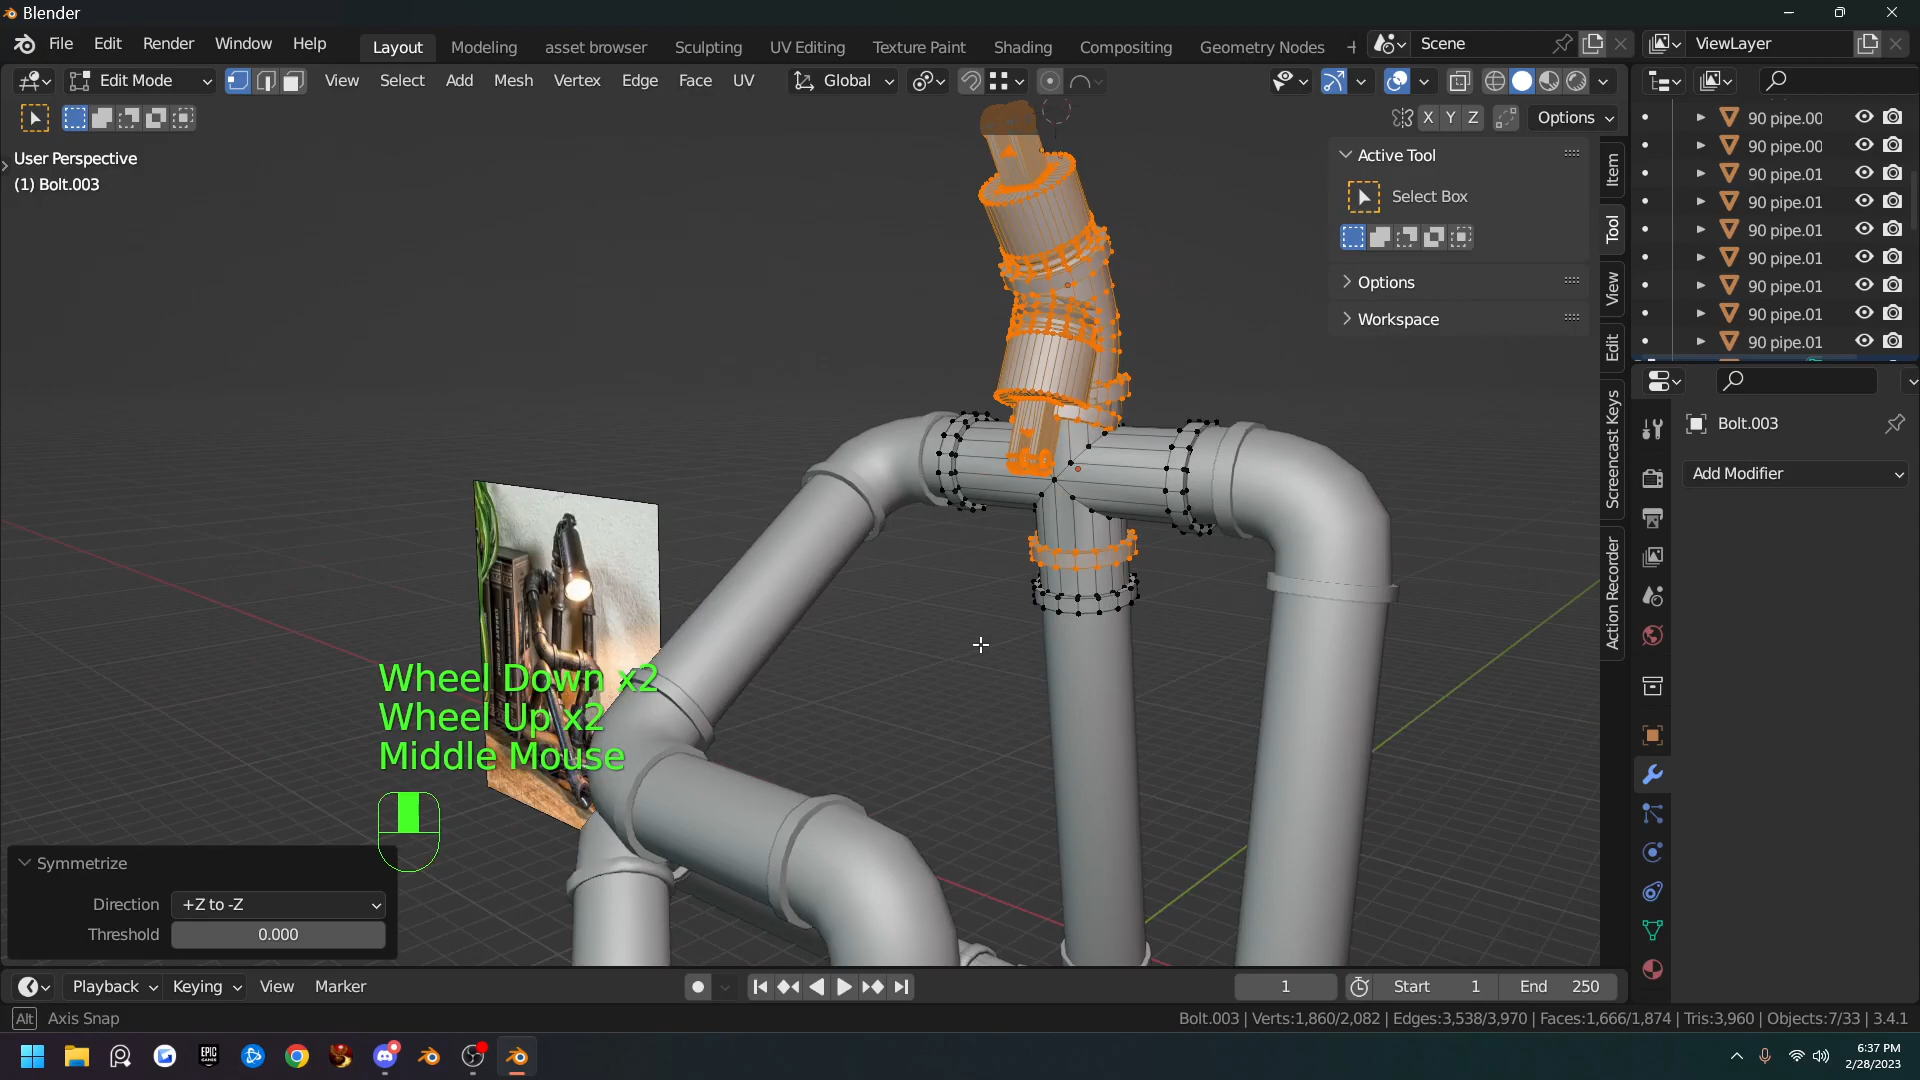 Blender
File Edit Render Window Help Layout Modeling asset browser Sculpting UV Editing Texture Paint Shading Compositing Geometry Nodes Scene ViewLayer
Edit Mode View Select Add Mesh Vertex Edge Face UV Global
X Y Z Options
User Perspective
(1) Bolt.003
Active Tool
Select Box
Options
Workspace
Item
Tool
View
Edit
Screencast Keys
Action Recorder
90 pipe.00
90 pipe.00
90 pipe.01
90 pipe.01
90 pipe.01
90 pipe.01
90 pipe.01
90 pipe.01
90 pipe.01
Bolt.003
Add Modifier
Wheel Down x2
Wheel Up x2
Middle Mouse
Symmetrize
Direction +Z to -Z
Threshold 0.000
Playback Keying View Marker 1 Start 1 End 250
Alt Axis Snap
Bolt.003 | Verts:1,860/2,082 | Edges:3,538/3,970 | Faces:1,666/1,874 | Tris:3,960 | Objects:7/33 | 3.4.1
EPIC
6:37 PM
2/28/2023